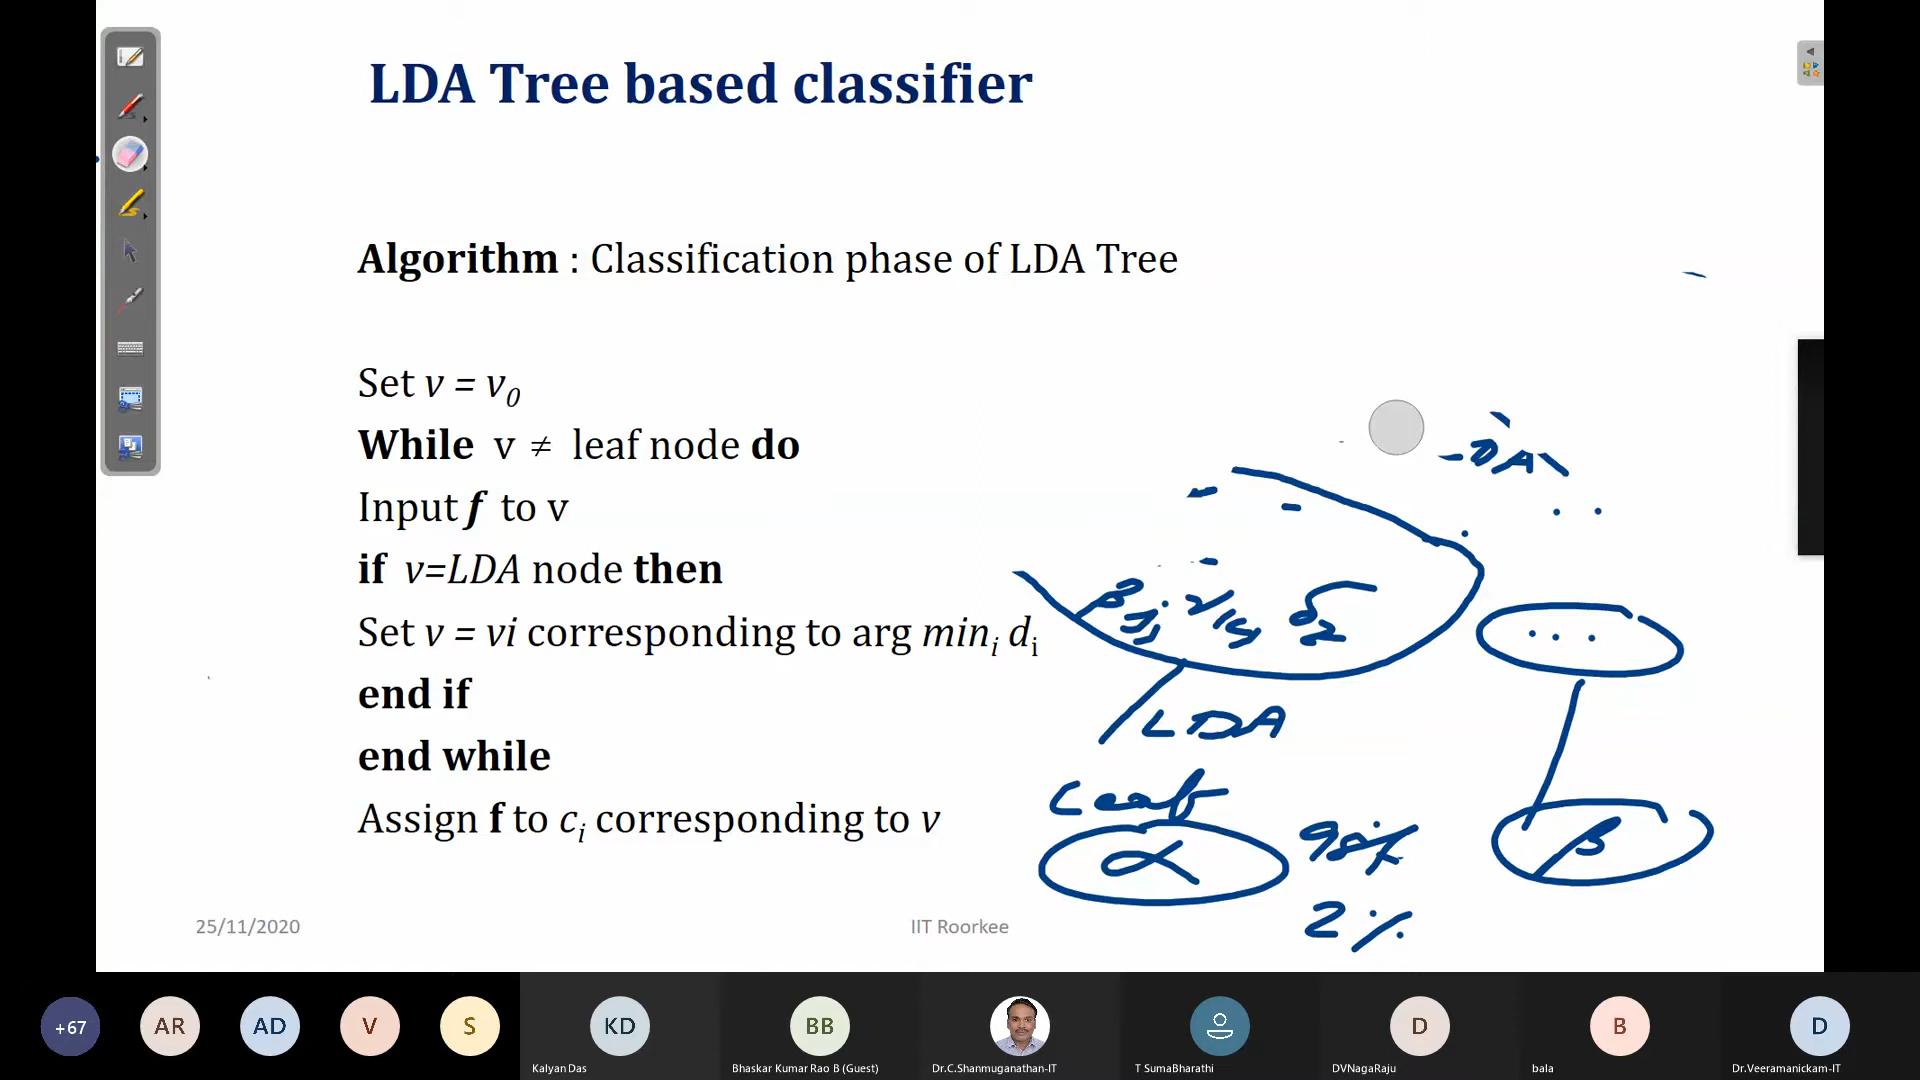 LDA Tree based classifier
Algorithm : Classification phase of LDA Tree
Set v = v0
While v ≠ leaf node do
Input f to v
if v=LDA node then
Set v = vi corresponding to arg mini di
end if
end while
Assign f to ci corresponding to v
DA
LDA
Leaf
α
98%
2%
β
25/11/2020
IIT Roorkee
+67
AR
AD
V
S
KD
BB
D
B
D
Kalyan Das
Bhaskar Kumar Rao B (Guest)
Dr.C.Shanmuganathan-IT
T SumaBharathi
DVNagaRaju
bala
Dr.Veeramanickam-IT